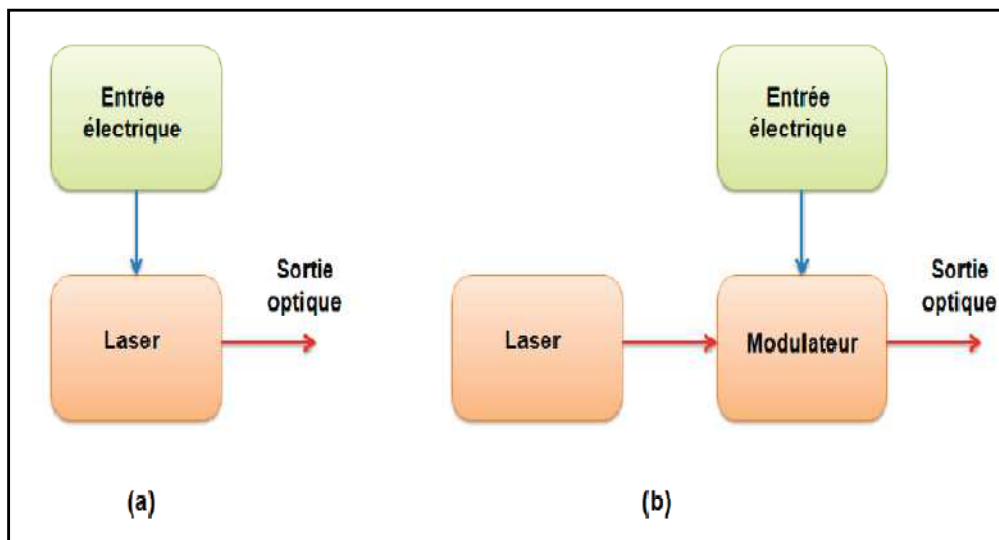 Entrée
électrique
Sortie
optique
Laser
(a)
Entrée
électrique
Sortie
optique
Laser
Modulateur
(b)